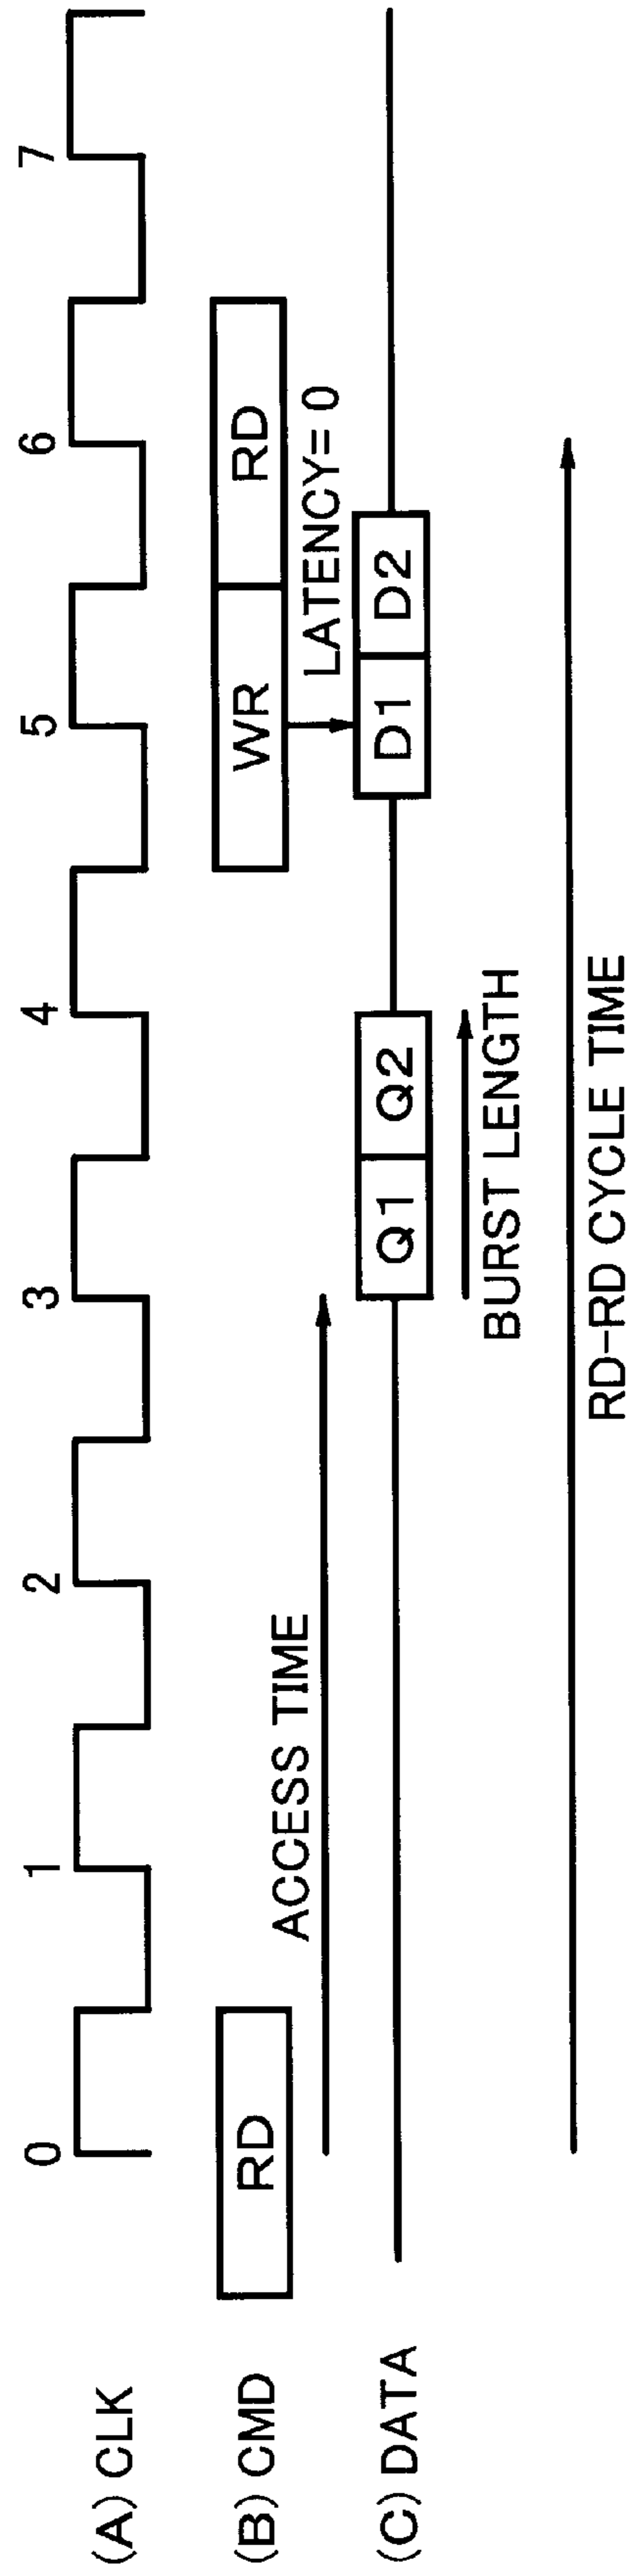 0 1 2 3 4 5 6 7
(A) CLK
(B) CMD RD WR RD
ACCESS TIME
LATENCY= 0
(C) DATA Q1 Q2 D1 D2
BURST LENGTH
RD-RD CYCLE TIME